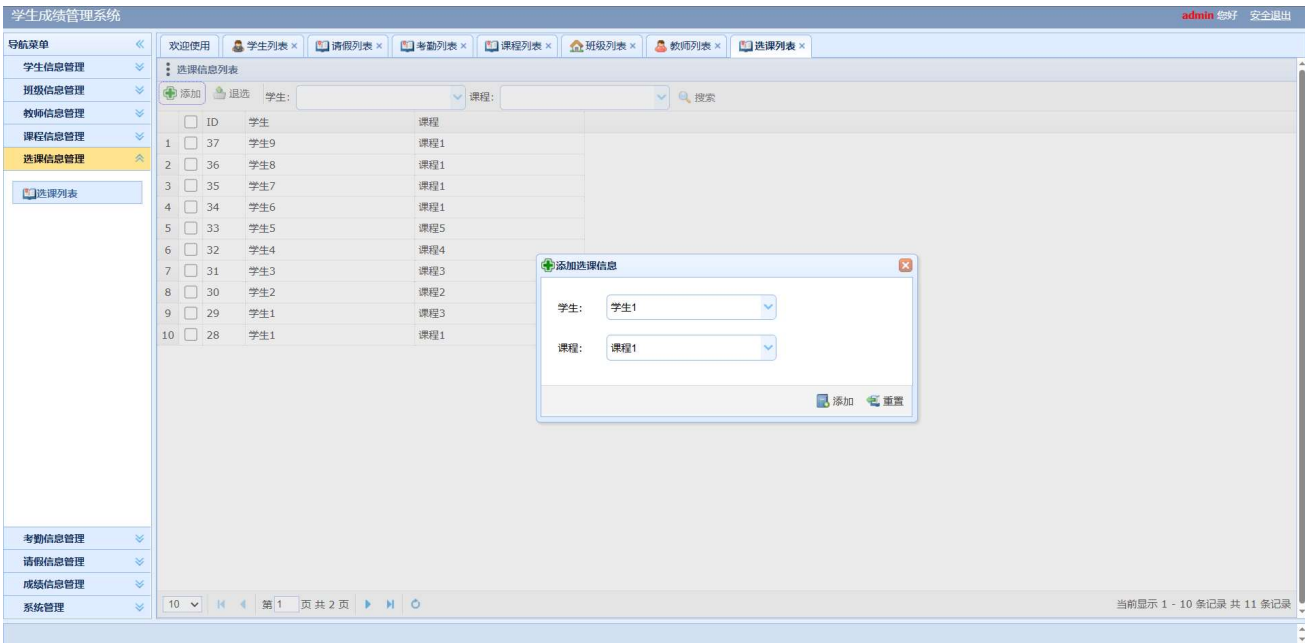 学生成绩管理系统 admin 您好 安全退出
导航菜单 欢迎使用 学生列表 请假列表 考勤列表 课程列表 班级列表 教师列表 选课列表
学生信息管理
班级信息管理
教师信息管理
课程信息管理
选课信息管理
选课列表
考勤信息管理
请假信息管理
成绩信息管理
系统管理
选课信息列表
添加 退选 学生: 课程: 搜索
ID 学生 课程
1 37 学生9 课程1
2 36 学生8 课程1
3 35 学生7 课程1
4 34 学生6 课程1
5 33 学生5 课程5
6 32 学生4 课程4
7 31 学生3 课程3
8 30 学生2 课程2
9 29 学生1 课程3
10 28 学生1 课程1
添加选课信息
学生: 学生1
课程: 课程1
添加 重置
10 第 1 页 共 2 页 当前显示 1 - 10 条记录 共 11 条记录